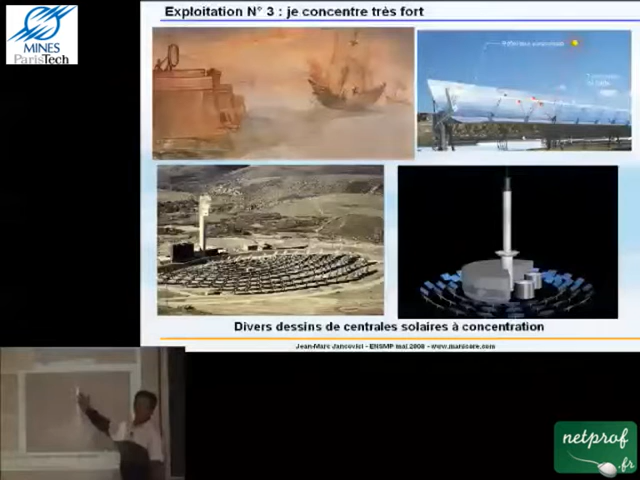 MINES
ParisTech
Exploitation N° 3 : je concentre très fort
Divers dessins de centrales solaires à concentration
Jean-Marc Jancovici - ENSMP mai 2008 - www.manicore.com
netprof
.fr